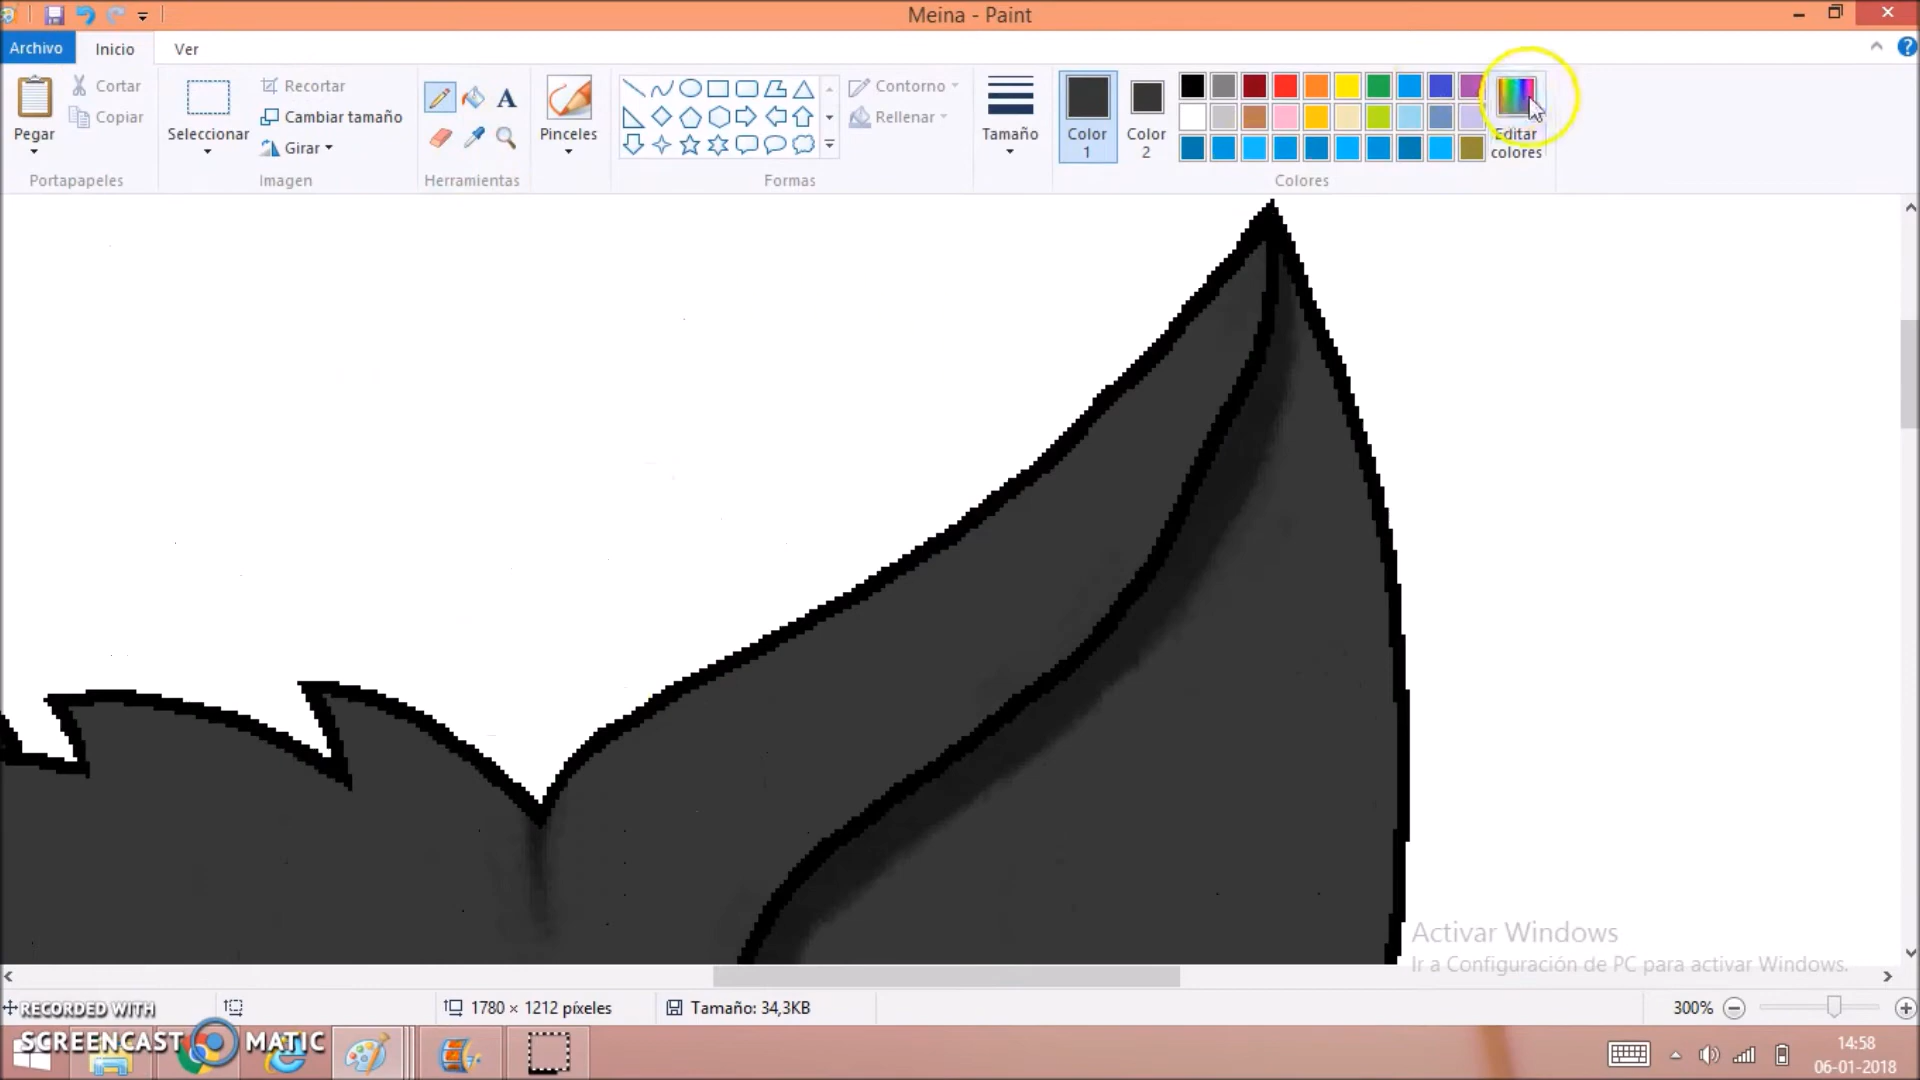 Meina - Paint
Archivo
Inicio
Ver
Pegar
Cortar
Copiar
Portapapeles
Seleccionar
Recortar
Cambiar tamaño
Girar
Imagen
A
Herramientas
Pinceles
Formas
Contorno
Rellenar
Tamaño
Color
1
Color
2
Colores
Editar
colores
Activar Windows
Ir a Configuración de PC para activar Windows.
1780 × 1212 píxeles
Tamaño: 34,3KB
300%
RECORDED WITH
SCREENCAST MATIC
14:58
06-01-2018